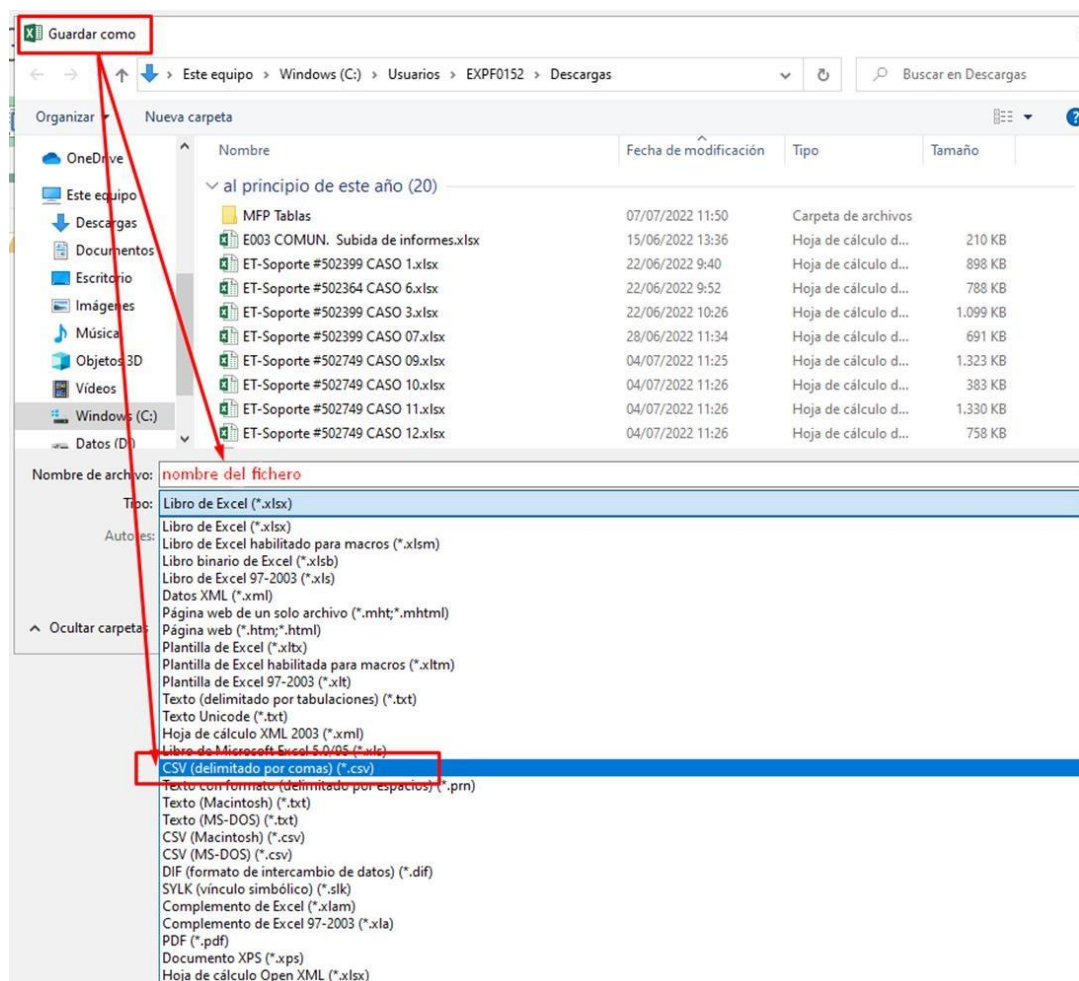 Guardar como
Este equipo > Windows (C:) > Usuarios > EXPF0152 > Descargas
Buscar en Descargas
Organizar
Nueva carpeta
Nombre
Fecha de modificación
Tipo
Tamaño
OneDrive
Este equipo
Descargas
Documentos
Escritorio
Imágenes
Música
Objetos 3D
Vídeos
Windows (C:)
Datos (D:)
al principio de este año (20)
MFP Tablas 07/07/2022 11:50 Carpeta de archivos
E003 COMUN. Subida de informes.xlsx 15/06/2022 13:36 Hoja de cálculo d... 210 KB
ET-Soporte #502399 CASO 1.xlsx 22/06/2022 9:40 Hoja de cálculo d... 898 KB
ET-Soporte #502364 CASO 6.xlsx 22/06/2022 9:52 Hoja de cálculo d... 788 KB
ET-Soporte #502399 CASO 3.xlsx 22/06/2022 10:26 Hoja de cálculo d... 1.099 KB
ET-Soporte #502399 CASO 07.xlsx 28/06/2022 11:34 Hoja de cálculo d... 691 KB
ET-Soporte #502749 CASO 09.xlsx 04/07/2022 11:25 Hoja de cálculo d... 1.323 KB
ET-Soporte #502749 CASO 10.xlsx 04/07/2022 11:26 Hoja de cálculo d... 383 KB
ET-Soporte #502749 CASO 11.xlsx 04/07/2022 11:26 Hoja de cálculo d... 1.330 KB
ET-Soporte #502749 CASO 12.xlsx 04/07/2022 11:26 Hoja de cálculo d... 758 KB
Nombre de archivo: nombre del fichero
Tipo: Libro de Excel (*.xlsx)
Autores:
Ocultar carpetas
Libro de Excel (*.xlsx)
Libro de Excel habilitado para macros (*.xlsm)
Libro binario de Excel (*.xlsb)
Libro de Excel 97-2003 (*.xls)
Datos XML (*.xml)
Página web de un solo archivo (*.mht;*.mhtml)
Página web (*.htm;*.html)
Plantilla de Excel (*.xltx)
Plantilla de Excel habilitada para macros (*.xltm)
Plantilla de Excel 97-2003 (*.xlt)
Texto (delimitado por tabulaciones) (*.txt)
Texto Unicode (*.txt)
Hoja de cálculo XML 2003 (*.xml)
Libro de Microsoft Excel 5.0/95 (*.xls)
CSV (delimitado por comas) (*.csv)
Texto con formato (delimitado por espacios) (*.prn)
Texto (Macintosh) (*.txt)
Texto (MS-DOS) (*.txt)
CSV (Macintosh) (*.csv)
CSV (MS-DOS) (*.csv)
DIF (formato de intercambio de datos) (*.dif)
SYLK (vínculo simbólico) (*.slk)
Complemento de Excel (*.xlam)
Complemento de Excel 97-2003 (*.xla)
PDF (*.pdf)
Documento XPS (*.xps)
Hoja de cálculo Open XML (*.xlsx)